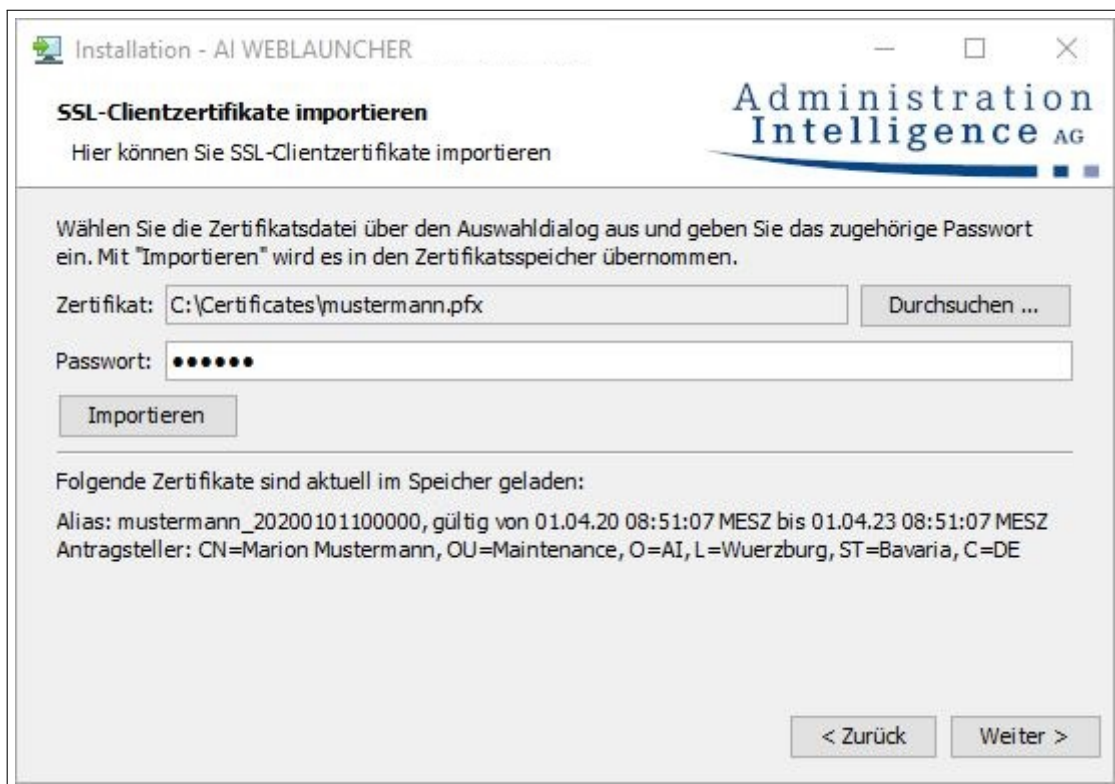 Installation - AI WEBLAUNCHER
SSL-Clientzertifikate importieren
Hier können Sie SSL-Clientzertifikate importieren
Administration
Intelligence AG
Wählen Sie die Zertifikatsdatei über den Auswahldialog aus und geben Sie das zugehörige Passwort
ein. Mit "Importieren" wird es in den Zertifikatsspeicher übernommen.
Zertifikat: C:\Certificates\mustermann.pfx Durchsuchen ...
Passwort: ●●●●●●
Importieren
Folgende Zertifikate sind aktuell im Speicher geladen:
Alias: mustermann_20200101100000, gültig von 01.04.20 08:51:07 MESZ bis 01.04.23 08:51:07 MESZ
Antragsteller: CN=Marion Mustermann, OU=Maintenance, O=AI, L=Wuerzburg, ST=Bavaria, C=DE
< Zurück Weiter >